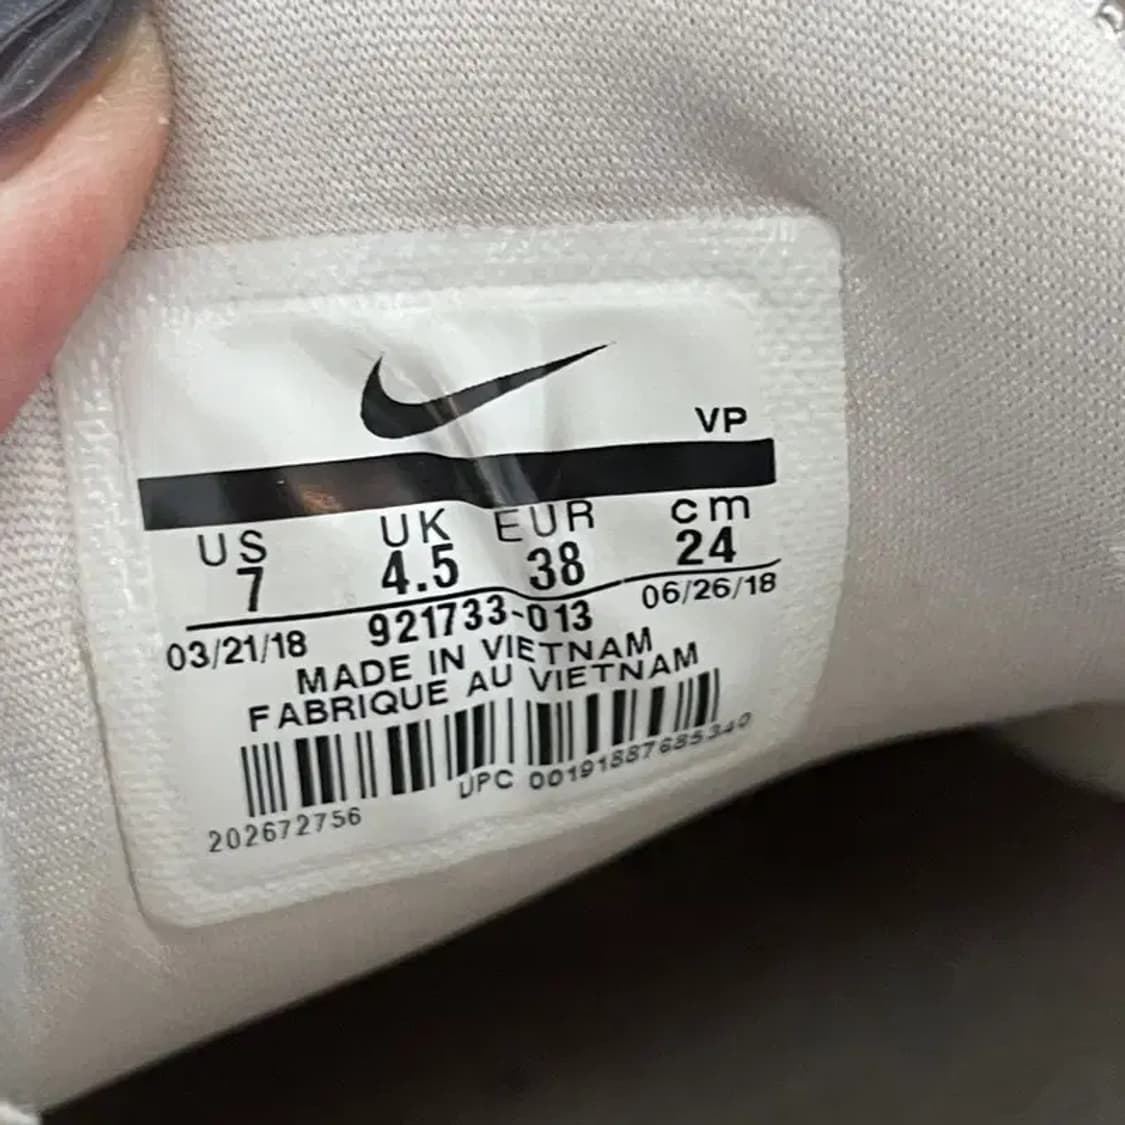 VP
US UK EUR cm
7 4.5 38 24
03/21/18 921733-013 06/26/18
MADE IN VIETNAM
FABRIQUE AU VIETNAM
UPC 00191887685340
202672756